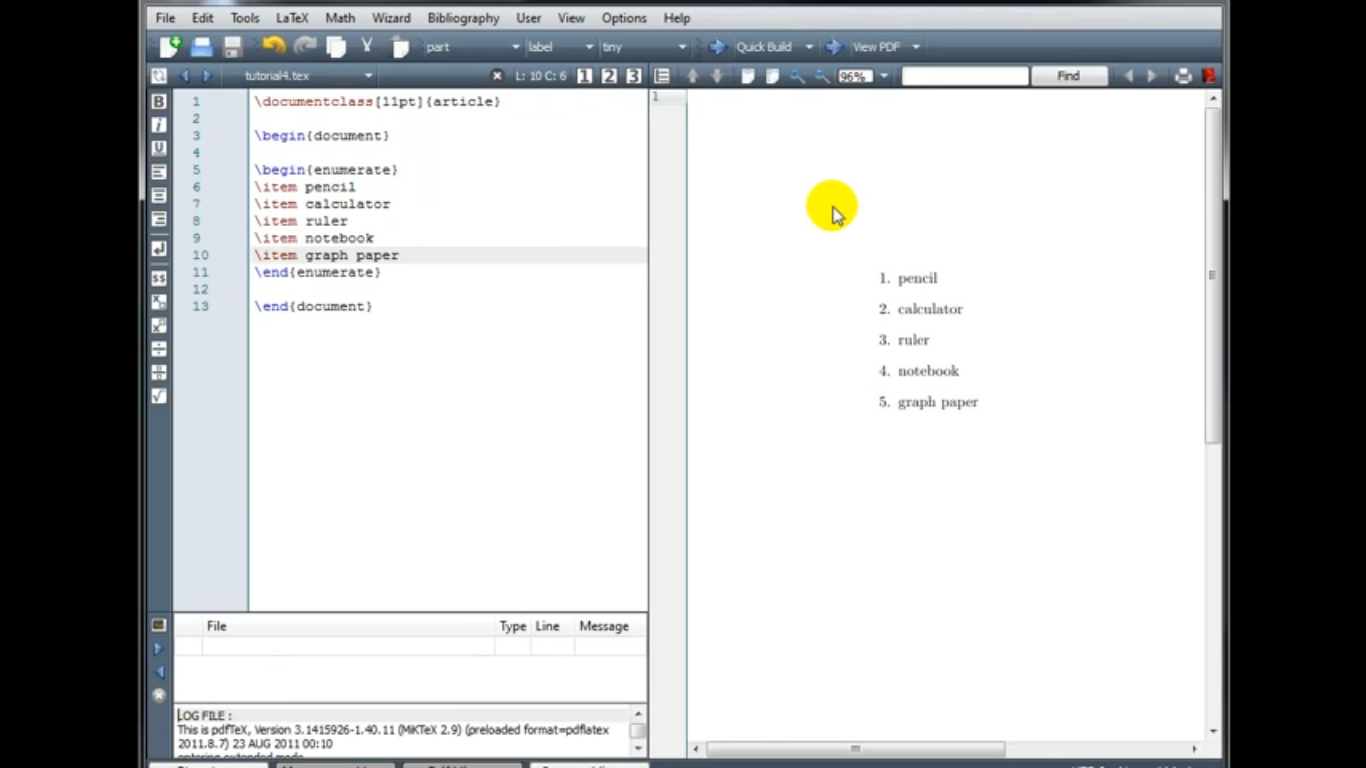 File Edit Tools LaTeX Math Wizard Bibliography User View Options Help
part label tiny Quick Build View PDF
tutorial4.tex L: 10 C: 6 1 2 3 96% Find
1 \documentclass[11pt]{article}
2
3 \begin{document}
4
5 \begin{enumerate}
6 \item pencil
7 \item calculator
8 \item ruler
9 \item notebook
10 \item graph paper
11 \end{enumerate}
12
13 \end{document}
1
1. pencil
2. calculator
3. ruler
4. notebook
5. graph paper
File Type Line Message
LOG FILE :
This is pdfTeX, Version 3.1415926-1.40.11 (MiKTeX 2.9) (preloaded format=pdflatex
2011.8.7) 23 AUG 2011 00:10
entering extended mode